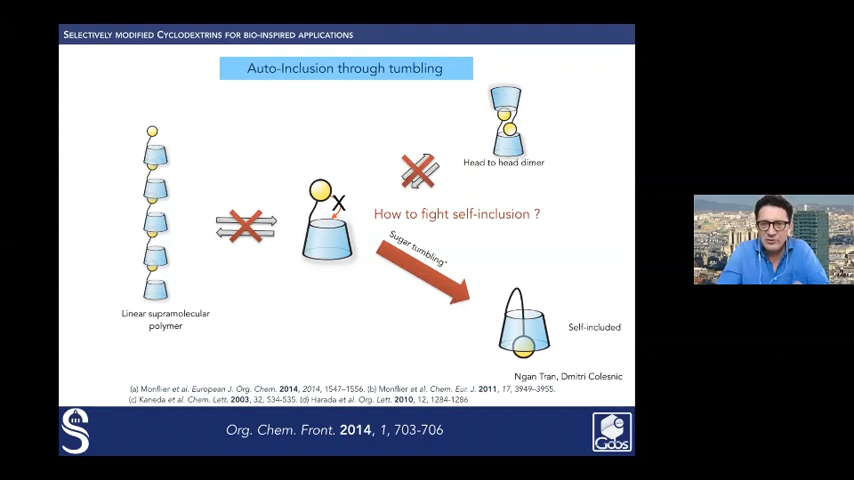 SELECTIVELY MODIFIED CYCLODEXTRINS FOR BIO-INSPIRED APPLICATIONS
Auto-Inclusion through tumbling
Head to head dimer
X
How to fight self-inclusion ?
Sugar tumbling*
Linear supramolecular
polymer
Self-included
Ngan Tran, Dmitri Colesnic
(a) Monflier et al. European J. Org. Chem. 2014, 2014, 1547–1556. (b) Monflier et al. Chem. Eur. J. 2011, 17, 3949–3955.
(c) Kaneda et al. Chem. Lett. 2003, 32, 534-535. (d) Harada et al. Org. Lett. 2010, 12, 1284-1286
Org. Chem. Front. 2014, 1, 703-706